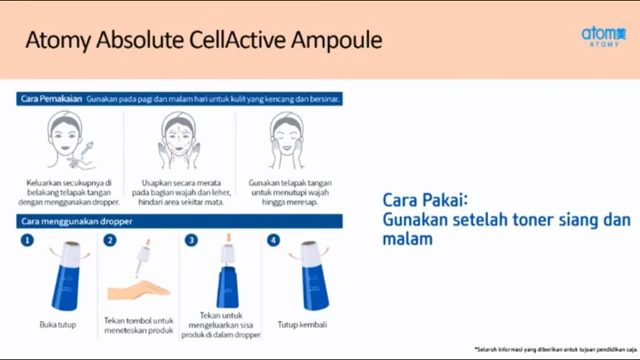 Atomy Absolute CellActive Ampoule
atom美
ATOMY
Cara Pemakaian Gunakan pada pagi dan malam hari untuk kulit yang kencang dan bersinar.
Keluarkan secukupnya di
belakang telapak tangan
dengan menggunakan dropper.
Usapkan secara merata
pada bagian wajah dan leher,
hindari area sekitar mata.
Gunakan telapak tangan
untuk menutupi wajah
hingga meresap.
Cara menggunakan dropper
1
Buka tutup
2
Tekan tombol untuk
meneteskan produk
3
Tekan untuk
mengeluarkan sisa
produk di dalam dropper
4
Tutup kembali
Cara Pakai:
Gunakan setelah toner siang dan
malam
*Seluruh informasi yang diberikan untuk tujuan pendidikan saja.